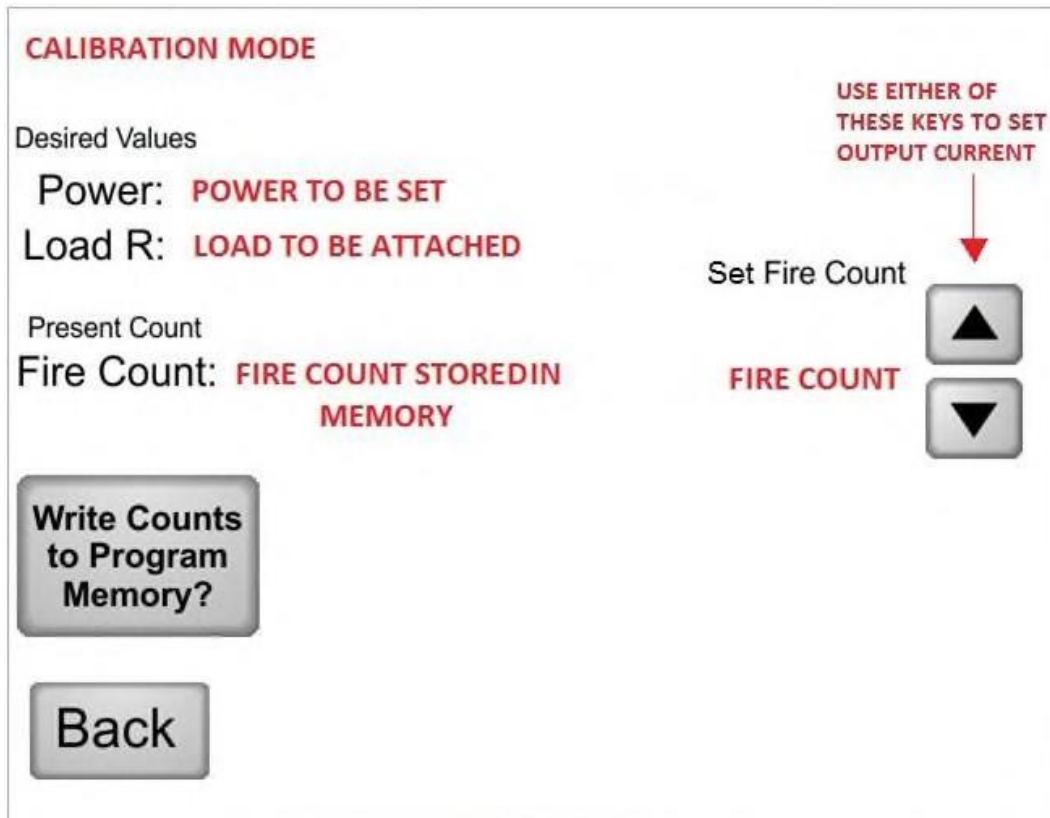 CALIBRATION MODE
USE EITHER OF
THESE KEYS TO SET
OUTPUT CURRENT
Desired Values
Power: POWER TO BE SET
Load R: LOAD TO BE ATTACHED
Set Fire Count
Present Count
Fire Count: FIRE COUNT STOREDIN
MEMORY
FIRE COUNT
Write Counts
to Program
Memory?
Back